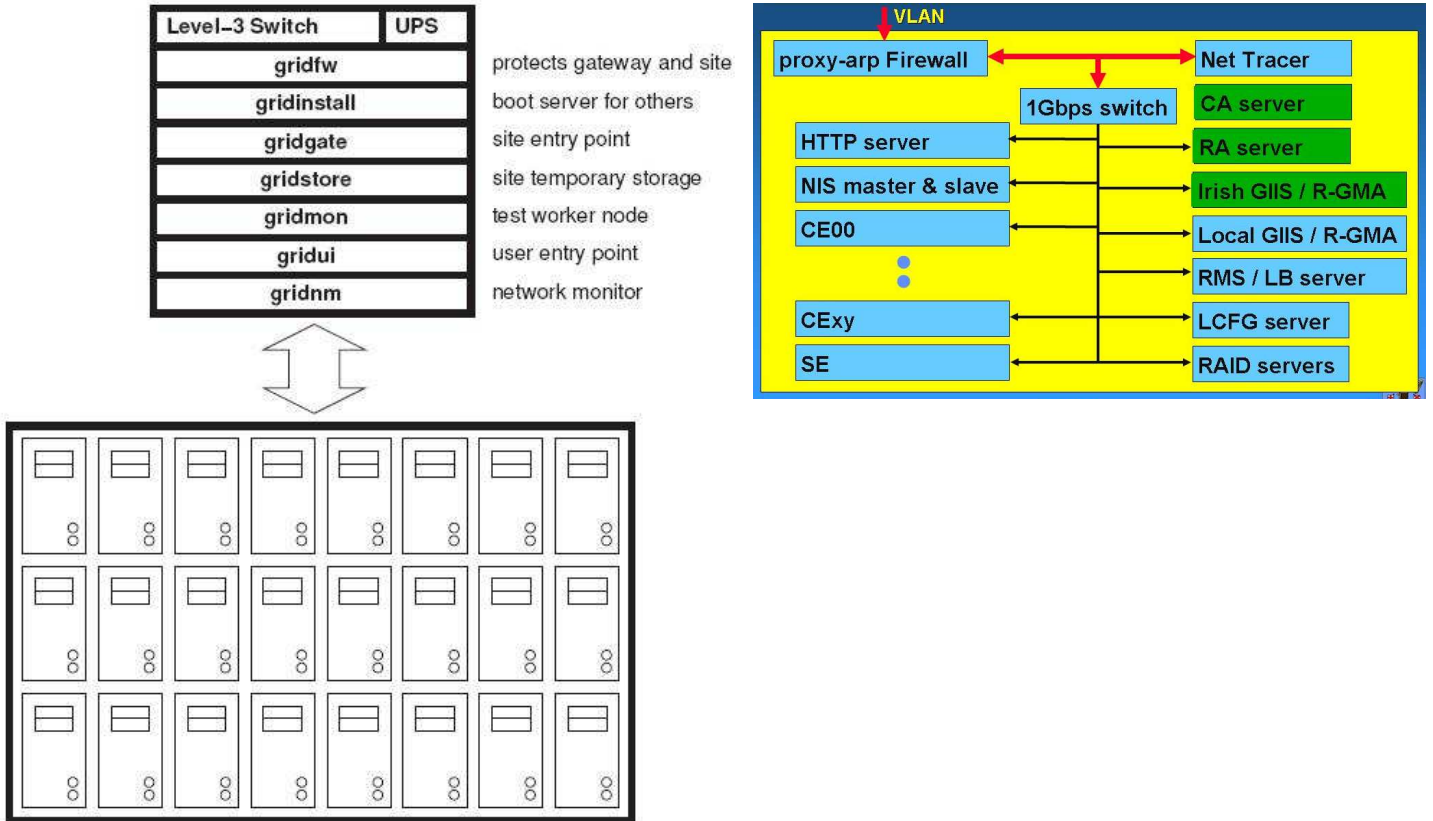 Level–3 Switch UPS
gridfw protects gateway and site
gridinstall boot server for others
gridgate site entry point
gridstore site temporary storage
gridmon test worker node
gridui user entry point
gridnm network monitor
VLAN
proxy-arp Firewall
Net Tracer
1Gbps switch
CA server
HTTP server
RA server
NIS master & slave
Irish GIIS / R-GMA
CE00
Local GIIS / R-GMA
RMS / LB server
CExy
LCFG server
SE
RAID servers